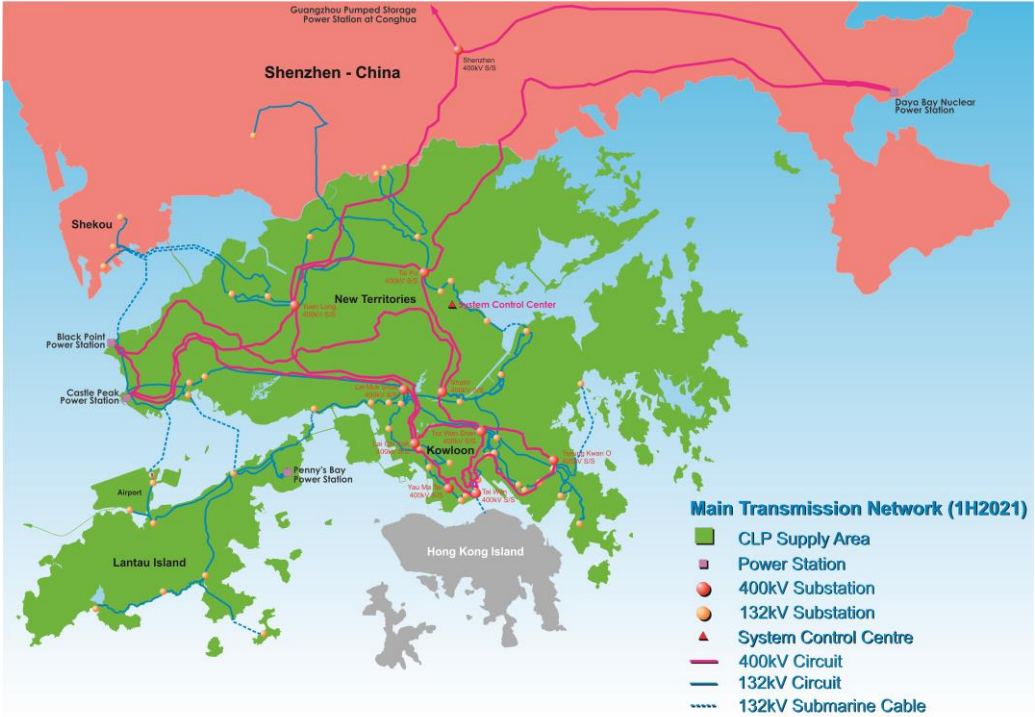 Guangzhou Pumped Storage
Power Station at Conghua
Shenzhen
400kV S/S
Shenzhen - China
Daya Bay Nuclear
Power Station
Shekou
Tai Po
400kV S/S
New Territories
System Control Center
Yuen Long
400kV S/S
Black Point
Power Station
Castle Peak
Power Station
Shatin
400kV S/S
400kV S/S
400kV S/S
Kowloon
400kV S/S
Tseung Kwan O
400kV S/S
Penny's Bay
Power Station
Yau Ma
400kV S/S
Tai Wan
400kV S/S
Airport
Lantau Island
Hong Kong Island
Main Transmission Network (1H2021)
CLP Supply Area
Power Station
400kV Substation
132kV Substation
System Control Centre
400kV Circuit
132kV Circuit
132kV Submarine Cable